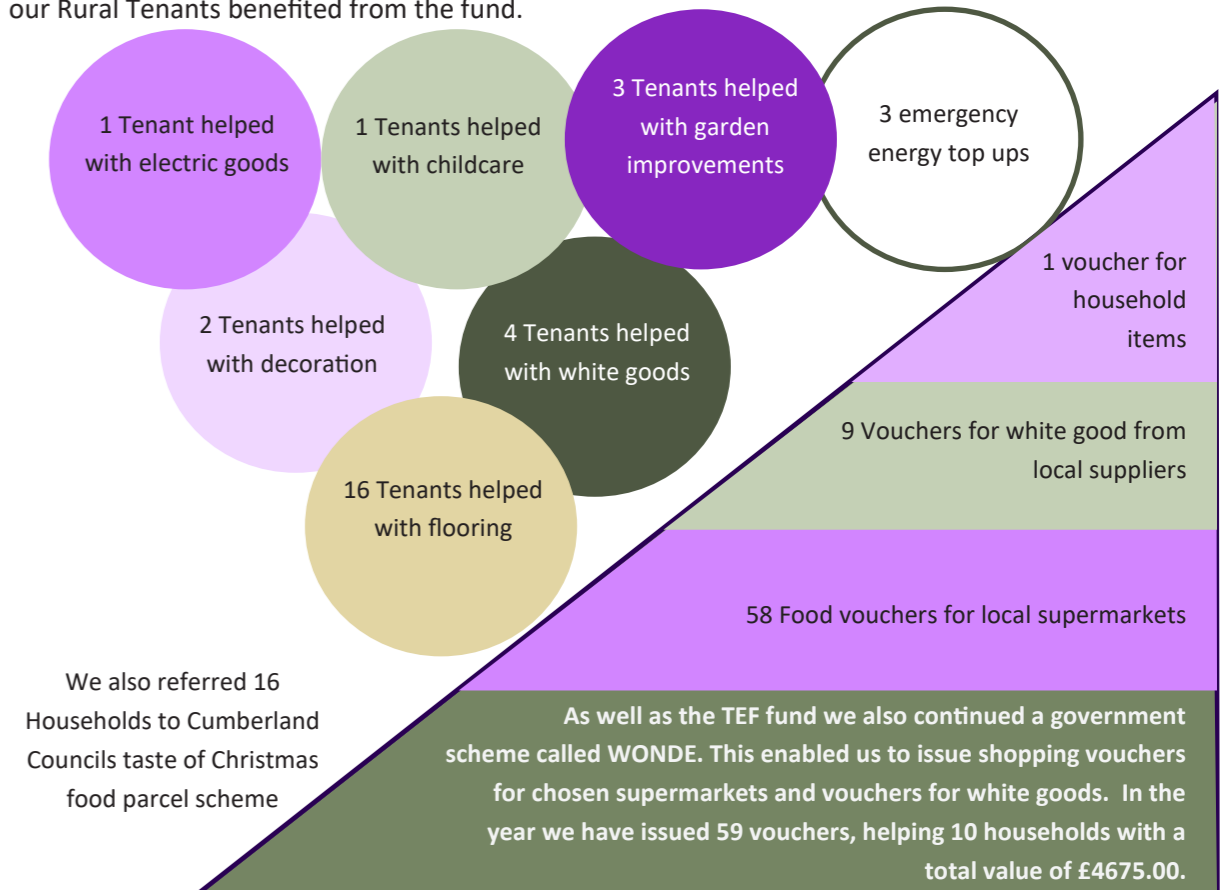 our Rural Tenants benefited from the fund.
1 Tenant helped
with electric goods
1 Tenants helped
with childcare
3 Tenants helped
with garden
improvements
3 emergency
energy top ups
2 Tenants helped
with decoration
4 Tenants helped
with white goods
16 Tenants helped
with flooring
1 voucher for
household
items
9 Vouchers for white good from
local suppliers
58 Food vouchers for local supermarkets
We also referred 16
Households to Cumberland
Councils taste of Christmas
food parcel scheme
As well as the TEF fund we also continued a government
scheme called WONDE. This enabled us to issue shopping vouchers
for chosen supermarkets and vouchers for white goods.  In the
year we have issued 59 vouchers, helping 10 households with a
total value of £4675.00.